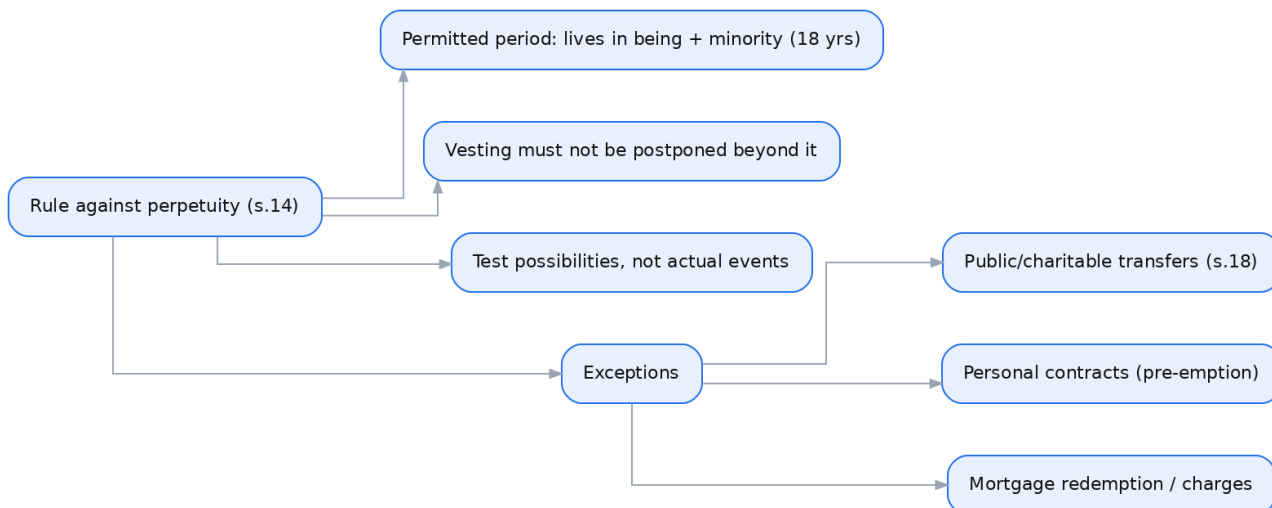 Permitted period: lives in being + minority (18 yrs)
Vesting must not be postponed beyond it
Rule against perpetuity (s.14)
Test possibilities, not actual events
Public/charitable transfers (s.18)
Exceptions
Personal contracts (pre-emption)
Mortgage redemption / charges